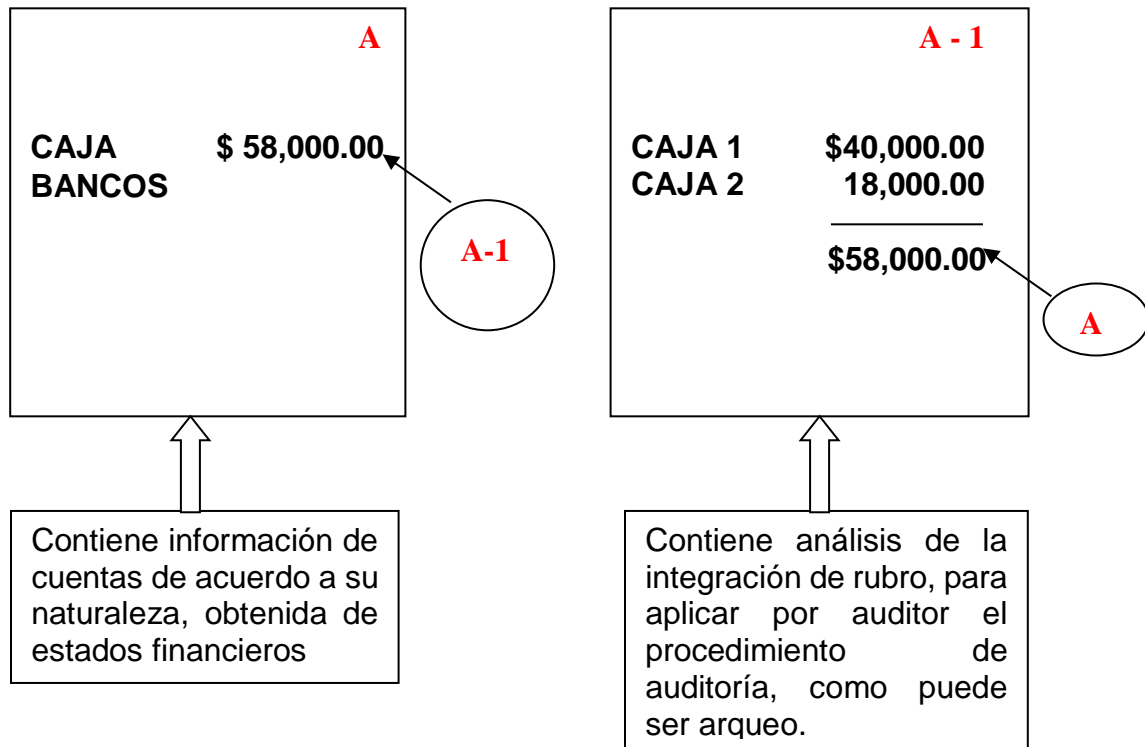 A
CAJA $ 58,000.00
BANCOS
A-1
Contiene información de
cuentas de acuerdo a su
naturaleza, obtenida de
estados financieros
A - 1
CAJA 1 $40,000.00
CAJA 2 18,000.00
$58,000.00
A
Contiene análisis de la
integración de rubro, para
aplicar por auditor el
procedimiento de
auditoría, como puede
ser arqueo.